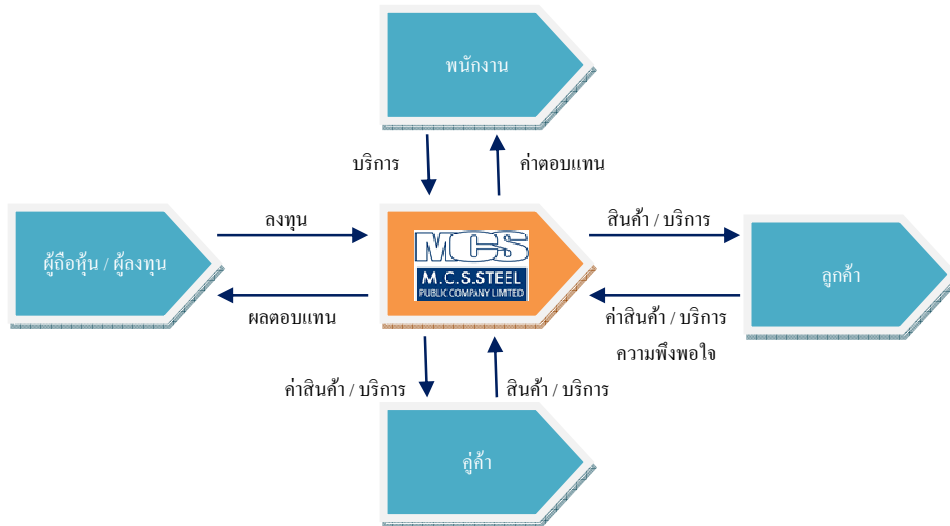 พนักงาน
บริการ
ค่าตอบแทน
ลงทุน
สินค้า / บริการ
ผู้ถือหุ้น / ผู้ลงทุน
MCS
M.C.S.STEEL
PUBLIC COMPANY LIMITED
ลูกค้า
ผลตอบแทน
ค่าสินค้า / บริการ
ความพึงพอใจ
ค่าสินค้า / บริการ
สินค้า / บริการ
คู่ค้า